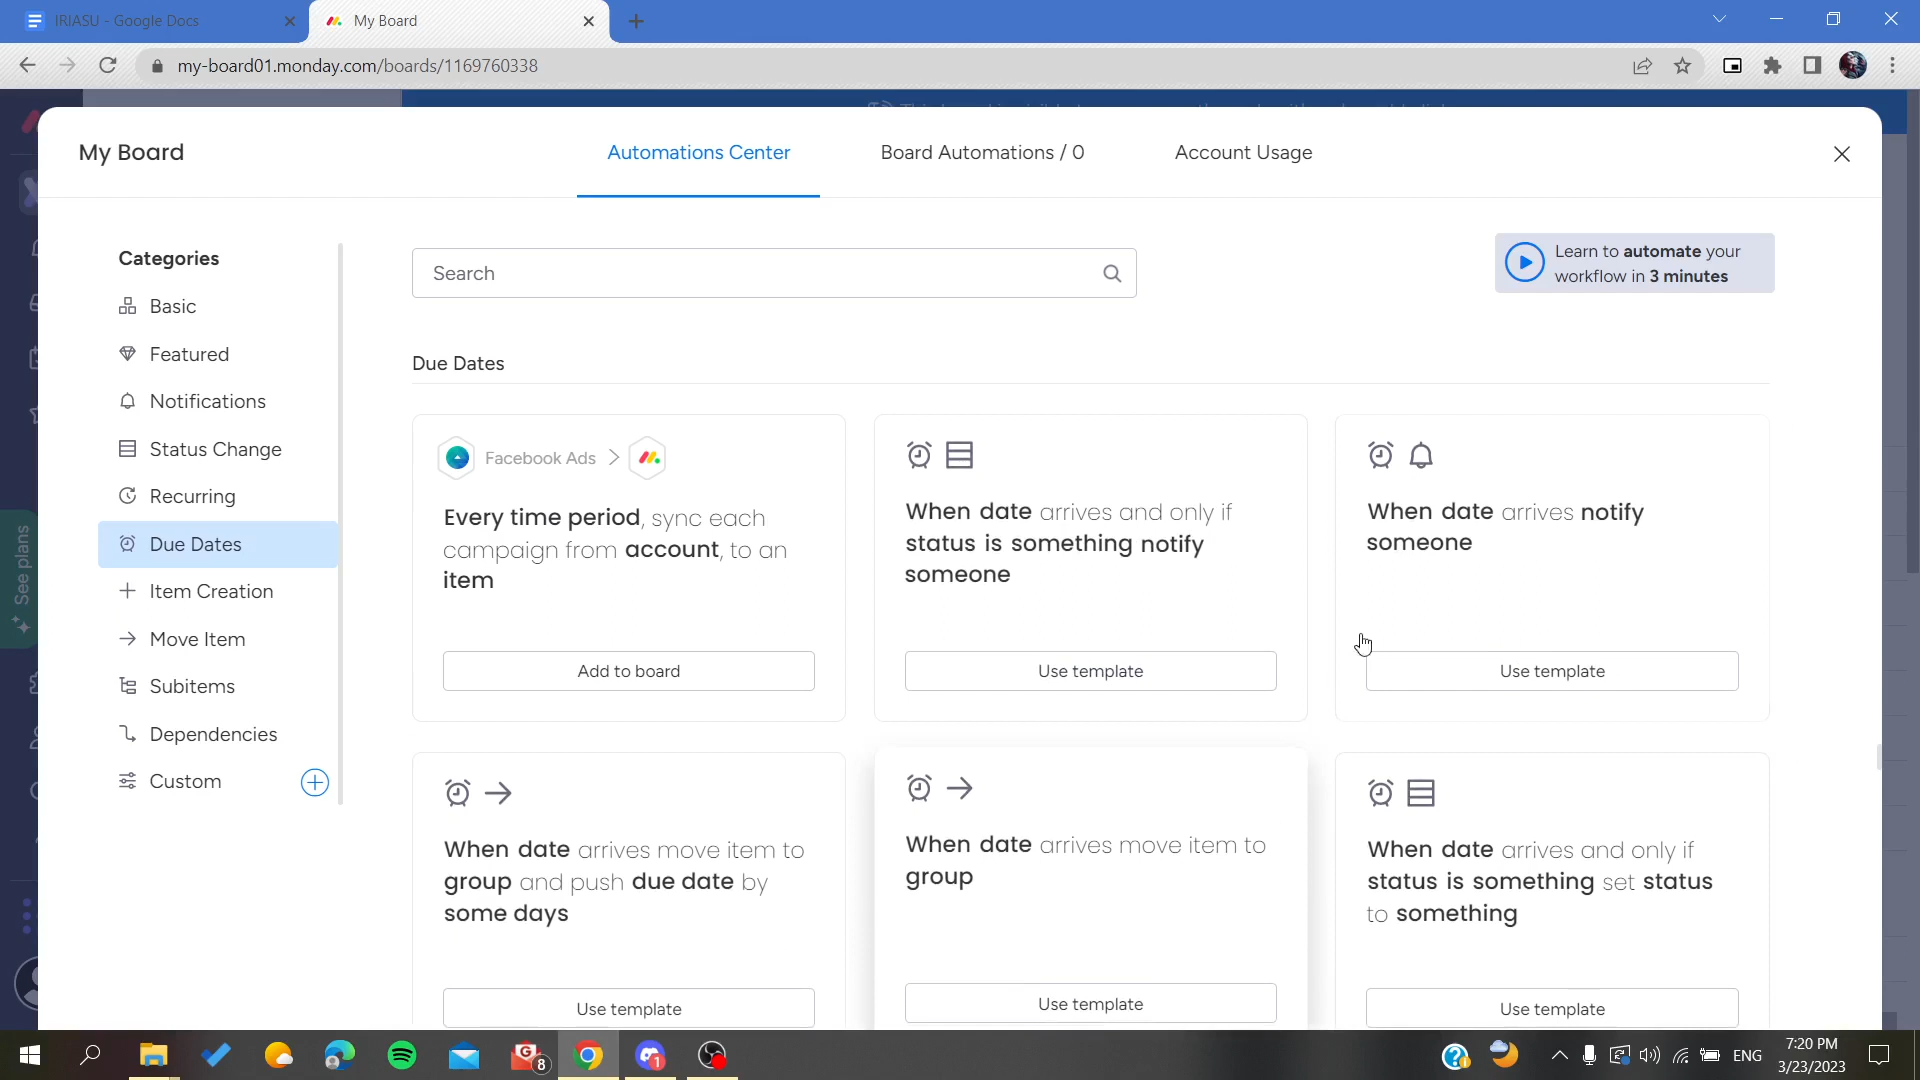 IRIASU - Google Docs
My Board
my-board01.monday.com/boards/1169760338
My Board
Automations Center
Board Automations / 0
Account Usage
Categories
Basic
Featured
Notifications
Status Change
Recurring
Due Dates
Item Creation
Move Item
Subitems
Dependencies
Custom
See plans
Search
Learn to automate your
workflow in 3 minutes
Due Dates
Facebook Ads
Every time period, sync each
campaign from account, to an
item
Add to board
When date arrives and only if
status is something notify
someone
Use template
When date arrives notify
someone
Use template
When date arrives move item to
group and push due date by
some days
Use template
When date arrives move item to
group
Use template
When date arrives and only if
status is something set status
to something
Use template
8
1
ENG
7:20 PM
3/23/2023